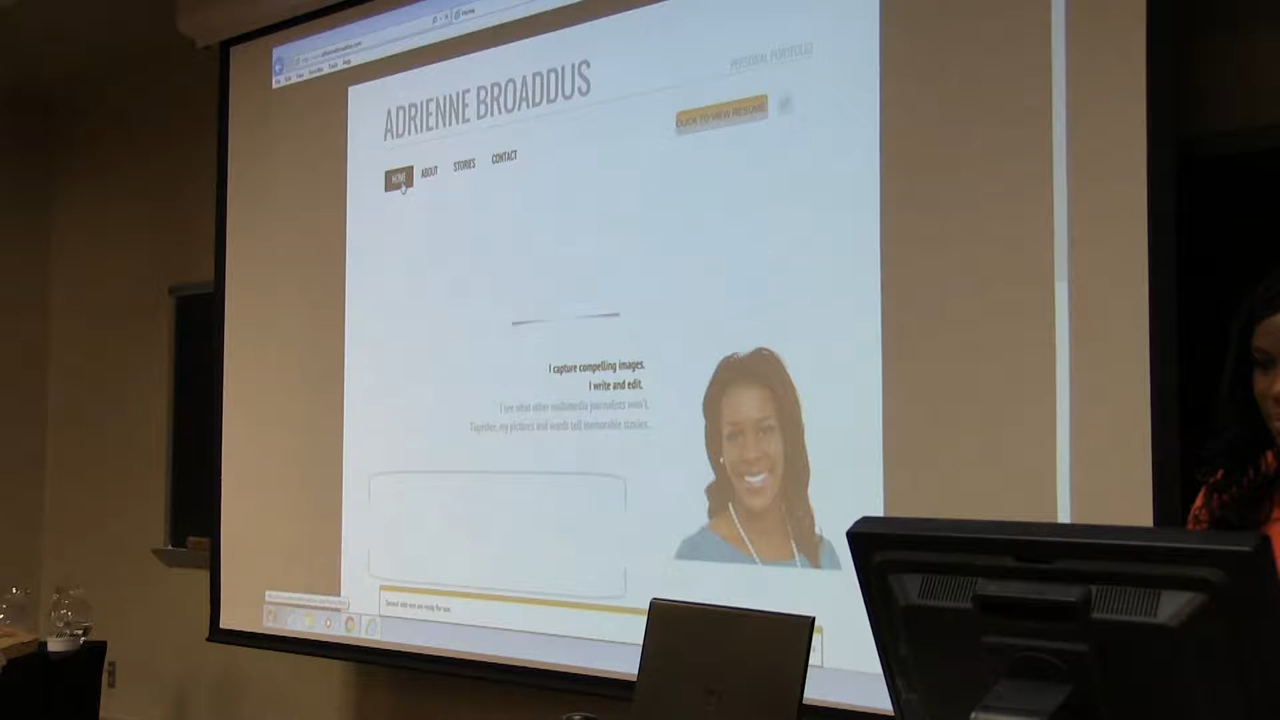 ADRIENNE BROADDUS
PERSONAL PORTFOLIO
CLICK TO VIEW RESUME
HOME ABOUT STORIES CONTACT
I capture compelling images.
I write and edit.
I see what other multimedia journalists won't.
Together, my pictures and words tell memorable stories.